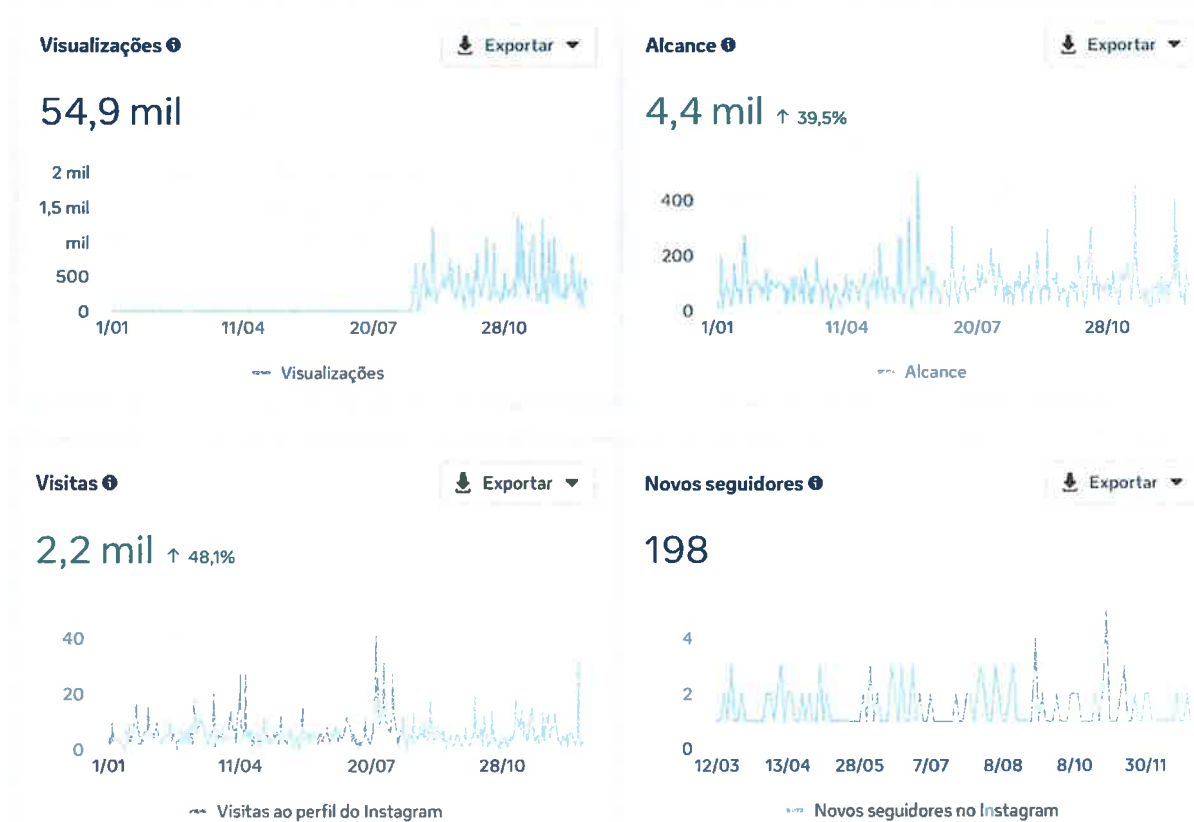 Visualizações
Exportar
54,9 mil
2 mil
1,5 mil
mil
500
0
1/01 11/04 20/07 28/10
Visualizações
Alcance
Exportar
4,4 mil ↑ 39,5%
400
200
0
1/01 11/04 20/07 28/10
Alcance
Visitas
Exportar
2,2 mil ↑ 48,1%
40
20
0
1/01 11/04 20/07 28/10
Visitas ao perfil do Instagram
Novos seguidores
Exportar
198
4
2
0
12/03 13/04 28/05 7/07 8/08 8/10 30/11
Novos seguidores no Instagram